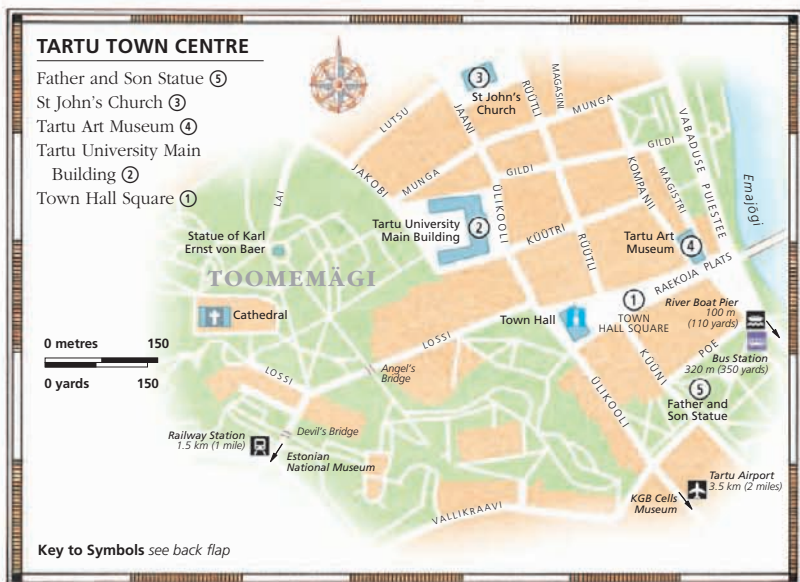 TARTU TOWN CENTRE
Father and Son Statue ⑤
St John's Church ③
Tartu Art Museum ④
Tartu University Main
Building ②
Town Hall Square ①
③
St John's
Church
LUTSU
JAANI
RÜÜTLI
MAGASINI
MUNGA
VABADUSE PUIESTEE
GILDI
JAKOBI
MUNGA
GILDI
KOMPANII
MAGISTRI
Emajõgi
LAI
ÜLIKOOLI
Tartu University
Main Building
②
KÜÜTRI
RÜÜTLI
Tartu Art
Museum
④
Statue of Karl
Ernst von Baer
TOOMEMÄGI
RAEKOJA PLATS
Cathedral
Town Hall
①
TOWN
HALL SQUARE
River Boat Pier
100 m
(110 yards)
LOSSI
0 metres 150
0 yards 150
POE
Bus Station
320 m (350 yards)
Angel's
Bridge
LOSSI
ÜLIKOOLI
KÜÜNI
⑤
Father and
Son Statue
Railway Station
1.5 km (1 mile)
Devil's Bridge
Estonian
National Museum
Tartu Airport
3.5 km (2 miles)
KGB Cells
Museum
VALLIKRAAVI
Key to Symbols see back flap